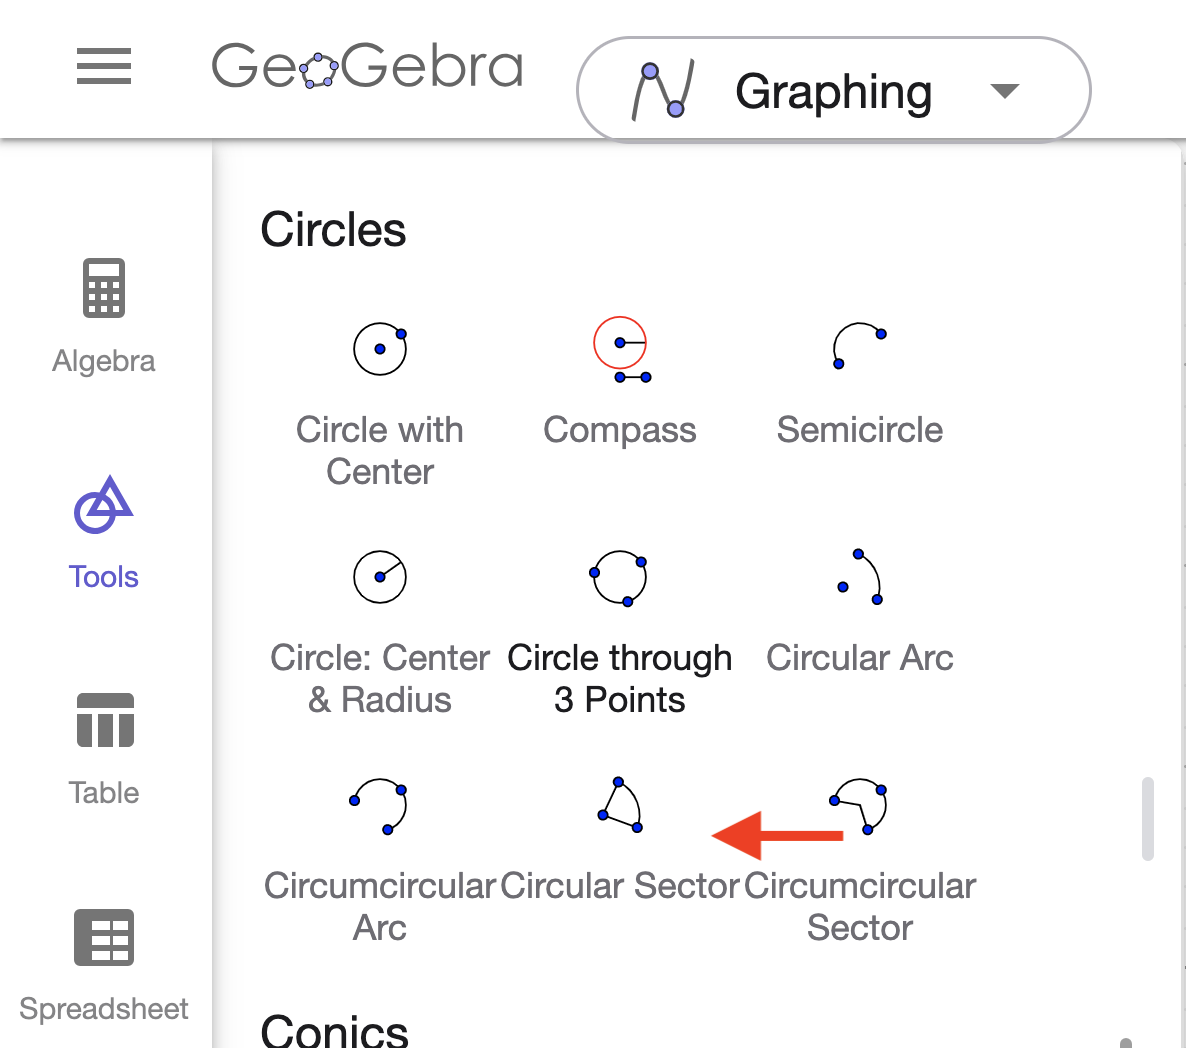 GeoGebra
Graphing
Algebra
Tools
Table
Spreadsheet
Circles
Circle with
Center
Compass
Semicircle
Circle: Center
& Radius
Circle through
3 Points
Circular Arc
Circumcircular
Arc
Circular Sector
Circumcircular
Sector
Conics